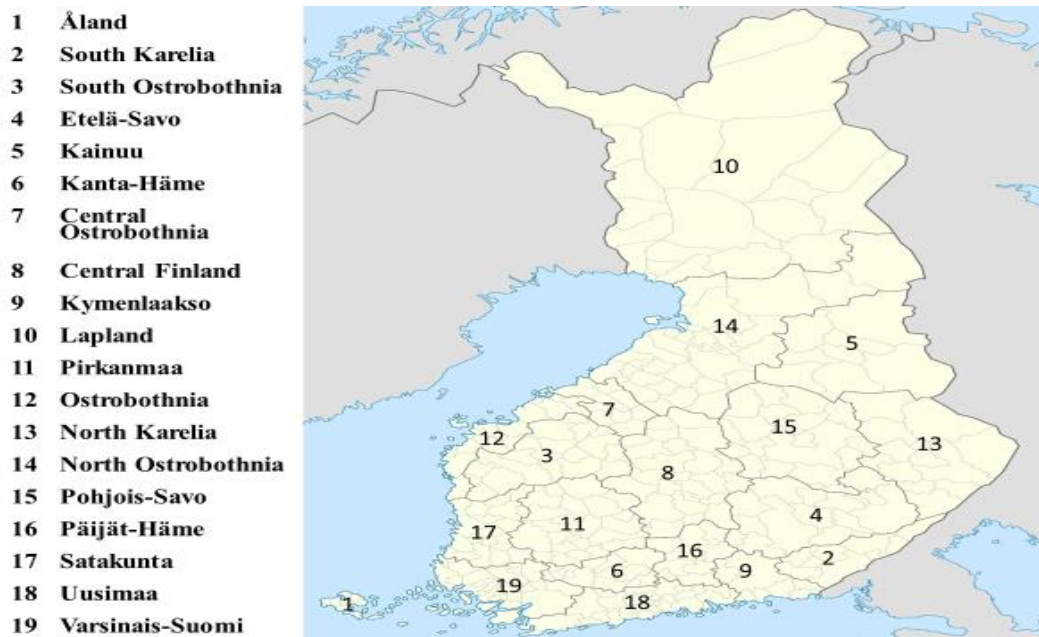 1 Åland
2 South Karelia
3 South Ostrobothnia
4 Etelä-Savo
5 Kainuu
6 Kanta-Häme
7 Central
Ostrobothnia
8 Central Finland
9 Kymenlaakso
10 Lapland
11 Pirkanmaa
12 Ostrobothnia
13 North Karelia
14 North Ostrobothnia
15 Pohjois-Savo
16 Päijät-Häme
17 Satakunta
18 Uusimaa
19 Varsinais-Suomi
10
14
5
7
12
3
15
13
8
4
17
11
16
2
6
9
19
18
1